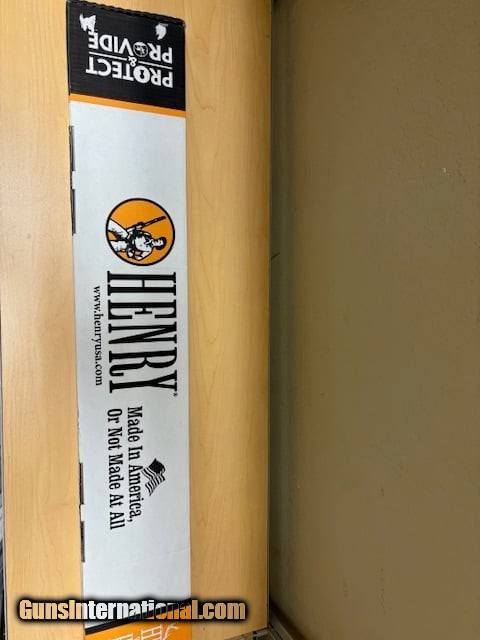 PROTECT
&
PROVIDE
HENRY®
www.henryusa.com
Made In America,
Or Not Made At All
GunsInternational.com